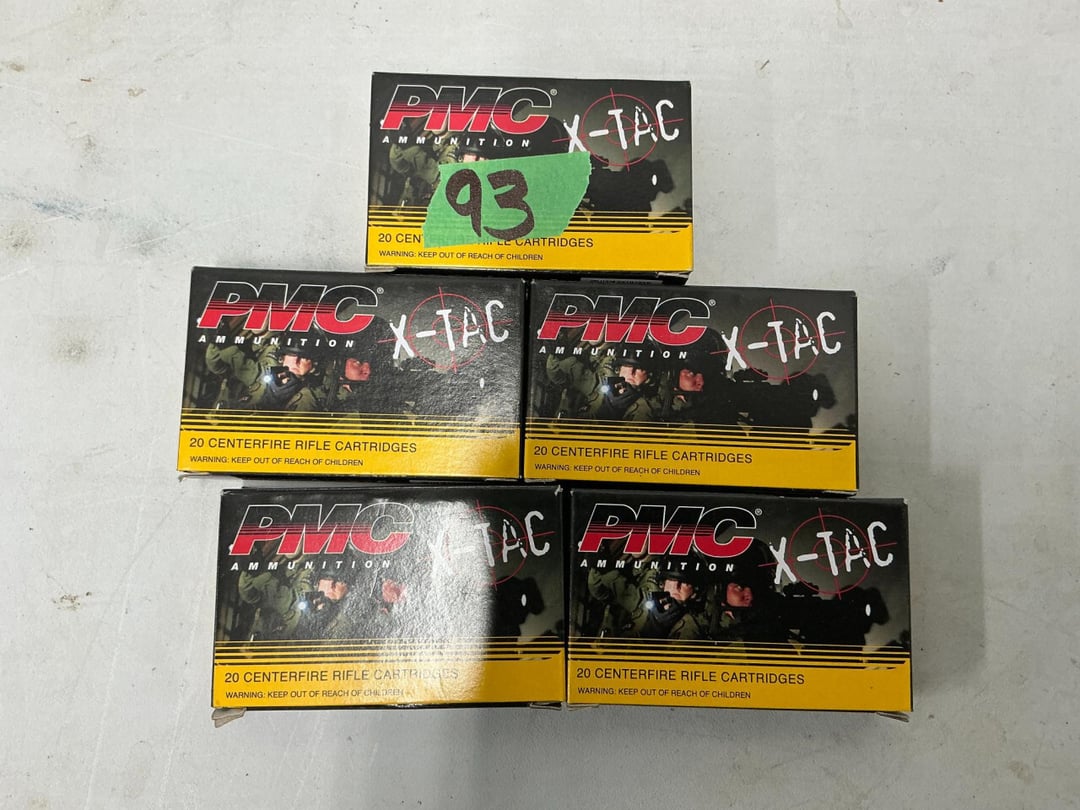 PMC® X-TAC
AMMUNITION
93
20 CENTERFIRE RIFLE CARTRIDGES
WARNING: KEEP OUT OF REACH OF CHILDREN
PMC® X-TAC
AMMUNITION
20 CENTERFIRE RIFLE CARTRIDGES
WARNING: KEEP OUT OF REACH OF CHILDREN
PMC® X-TAC
AMMUNITION
20 CENTERFIRE RIFLE CARTRIDGES
WARNING: KEEP OUT OF REACH OF CHILDREN
PMC® X-TAC
AMMUNITION
20 CENTERFIRE RIFLE CARTRIDGES
WARNING: KEEP OUT OF REACH OF CHILDREN
PMC® X-TAC
AMMUNITION
20 CENTERFIRE RIFLE CARTRIDGES
WARNING: KEEP OUT OF REACH OF CHILDREN